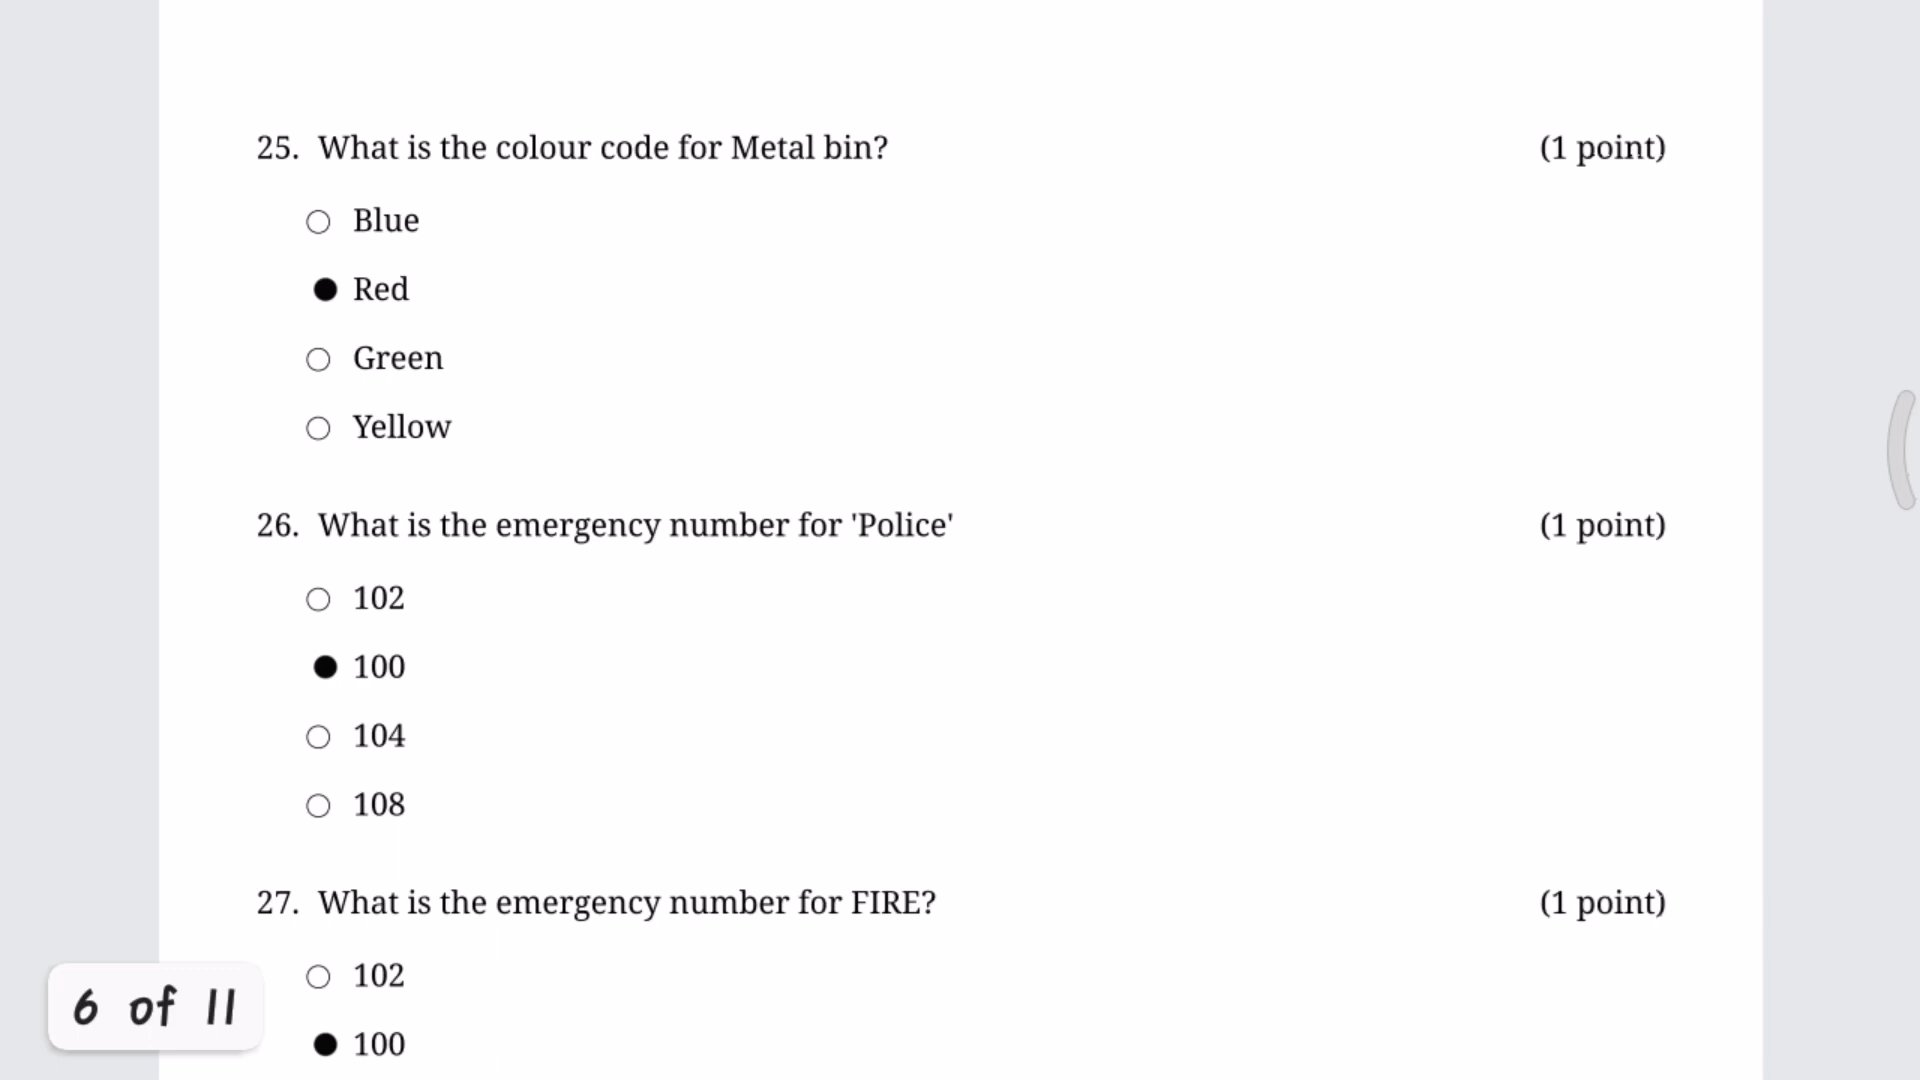 25. What is the colour code for Metal bin? (1 point)
Blue
Red
Green
Yellow
26. What is the emergency number for 'Police' (1 point)
102
100
104
108
27. What is the emergency number for FIRE? (1 point)
102
100
6 of 11